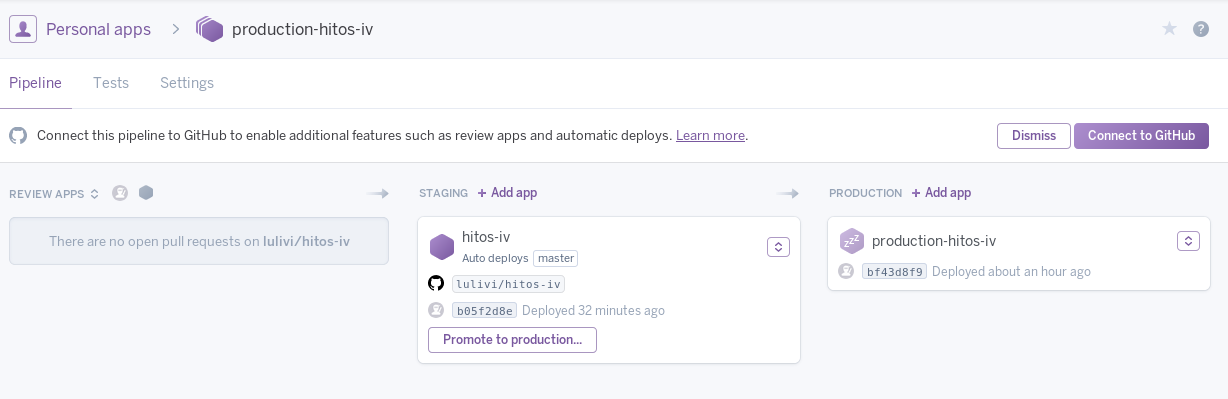 Personal apps > production-hitos-iv
Pipeline Tests Settings
Connect this pipeline to GitHub to enable additional features such as review apps and automatic deploys. Learn more.
Dismiss
Connect to GitHub
REVIEW APPS
There are no open pull requests on lulivi/hitos-iv
STAGING + Add app
hitos-iv
Auto deploys master
lulivi/hitos-iv
b05f2d8e Deployed 32 minutes ago
Promote to production...
PRODUCTION + Add app
zzZ
production-hitos-iv
bf43d8f9 Deployed about an hour ago